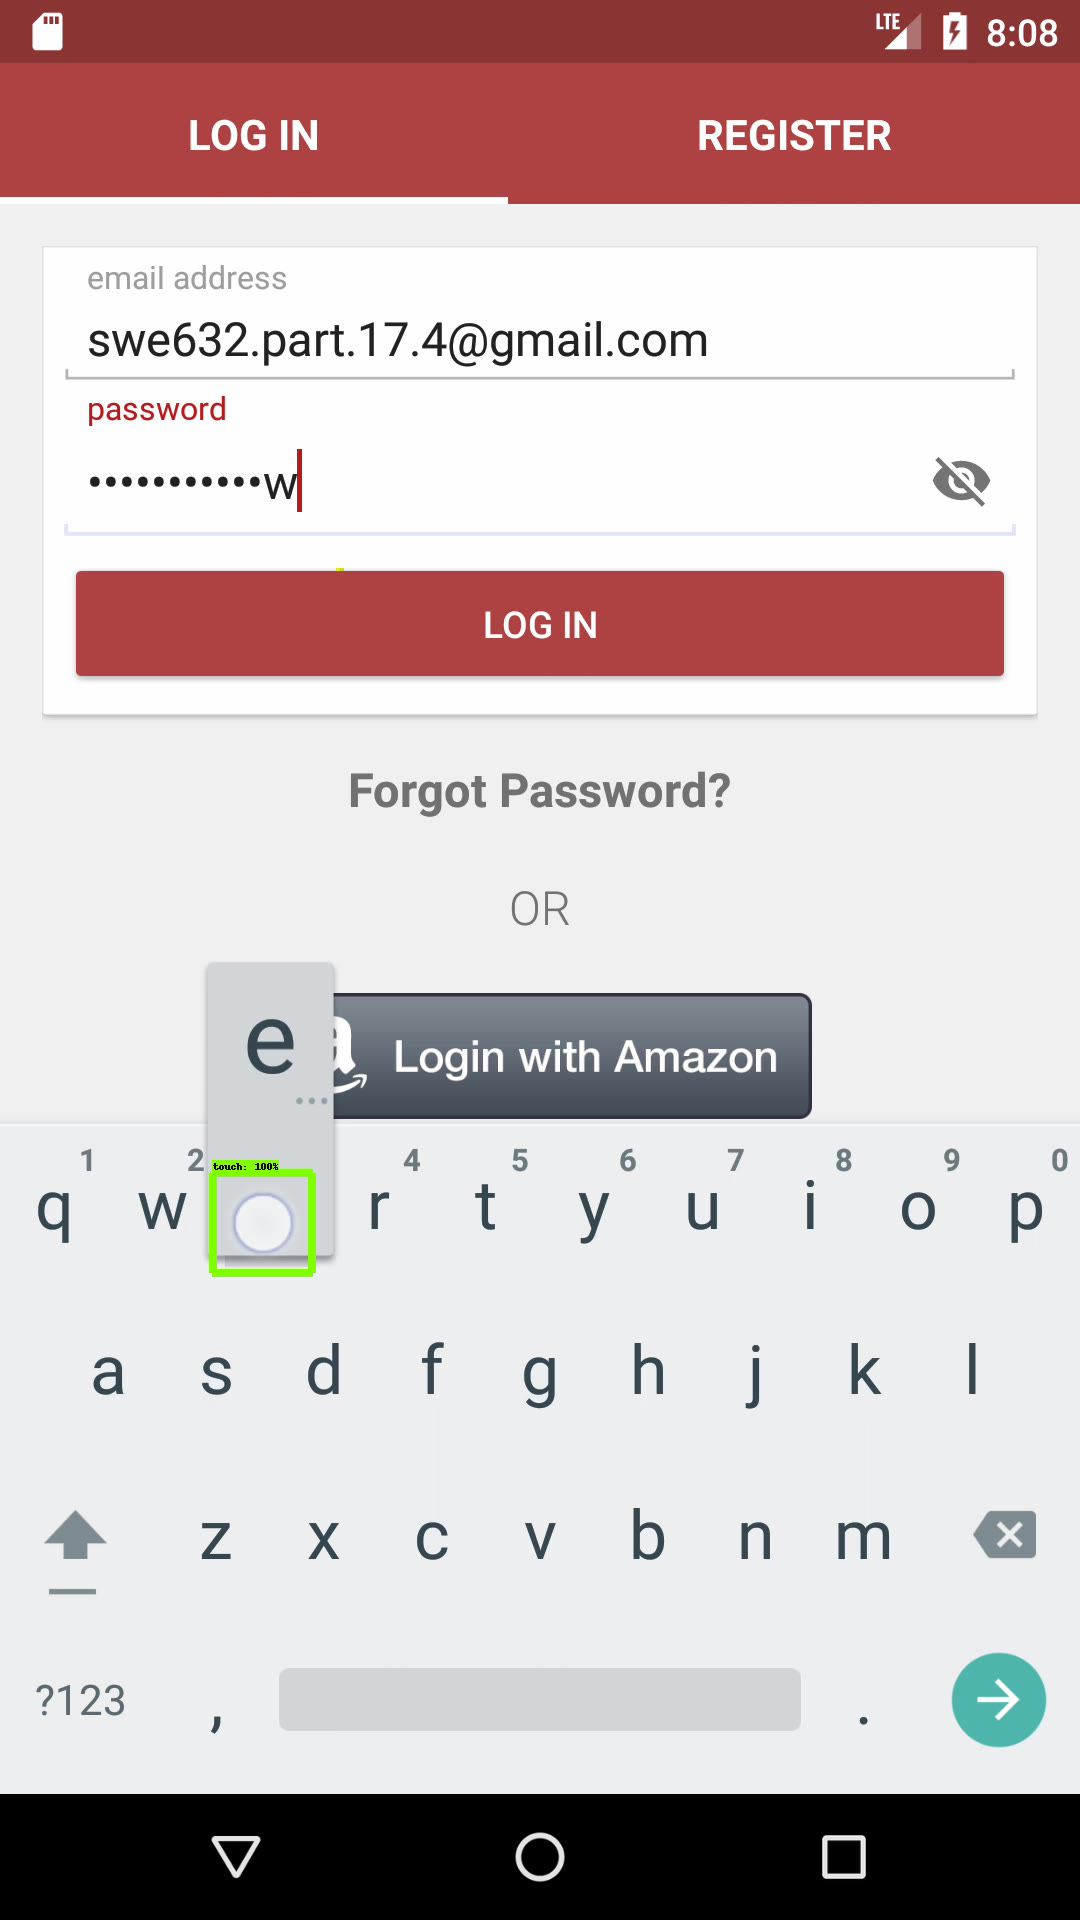 LTE 8:08
LOG IN REGISTER
email address
swe632.part.17.4@gmail.com
password
•••••••••••w
LOG IN
Forgot Password?
OR
e
...
a Login with Amazon
1 2 4 5 6 7 8 9 0
touch: 100%
q w r t y u i o p
a s d f g h j k l
z x c v b n m
?123 , .